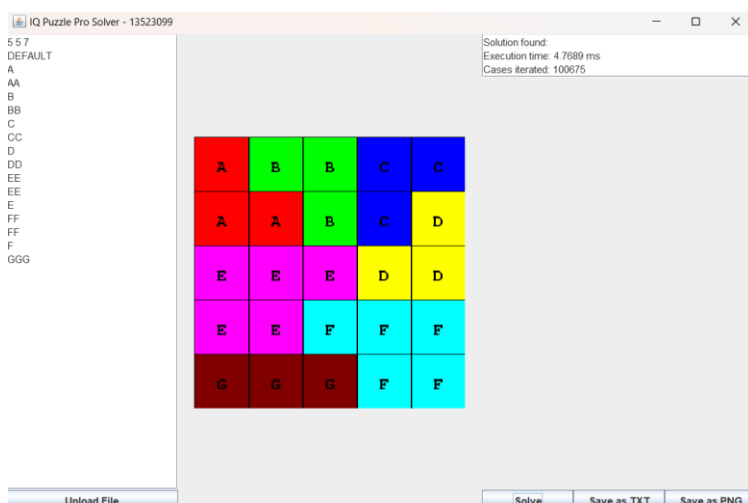 IQ Puzzle Pro Solver - 13523099
5 5 7
DEFAULT
A
AA
B
BB
C
CC
D
DD
EE
EE
E
FF
FF
F
GGG
Solution found:
Execution time: 4.7689 ms
Cases iterated: 100675
A B B C C
A A B C D
E E E D D
E E F F F
G G G F F
Upload File
Solve Save as TXT Save as PNG